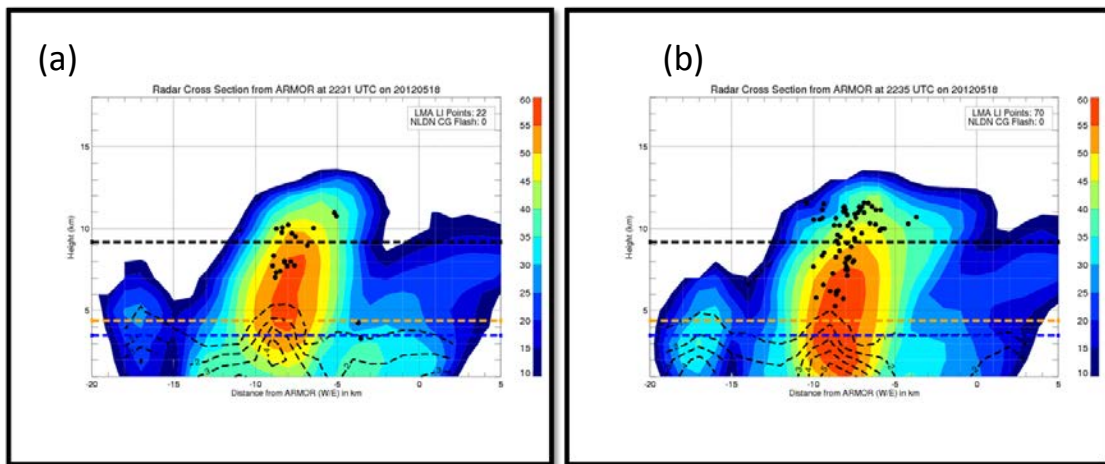 (a)
Radar Cross Section from ARMOR at 2231 UTC on 20120518
LMA LI Points: 22
NLDN CG Flash: 0
Height (km)
15
10
5
-20 -15 -10 -5 0 5
Distance from ARMOR (W/E) in km
60
55
50
45
40
35
30
25
20
15
10
(b)
Radar Cross Section from ARMOR at 2235 UTC on 20120518
LMA LI Points: 70
NLDN CG Flash: 0
Height (km)
15
10
5
-20 -15 -10 -5 0 5
Distance from ARMOR (W/E) in km
60
55
50
45
40
35
30
25
20
15
10